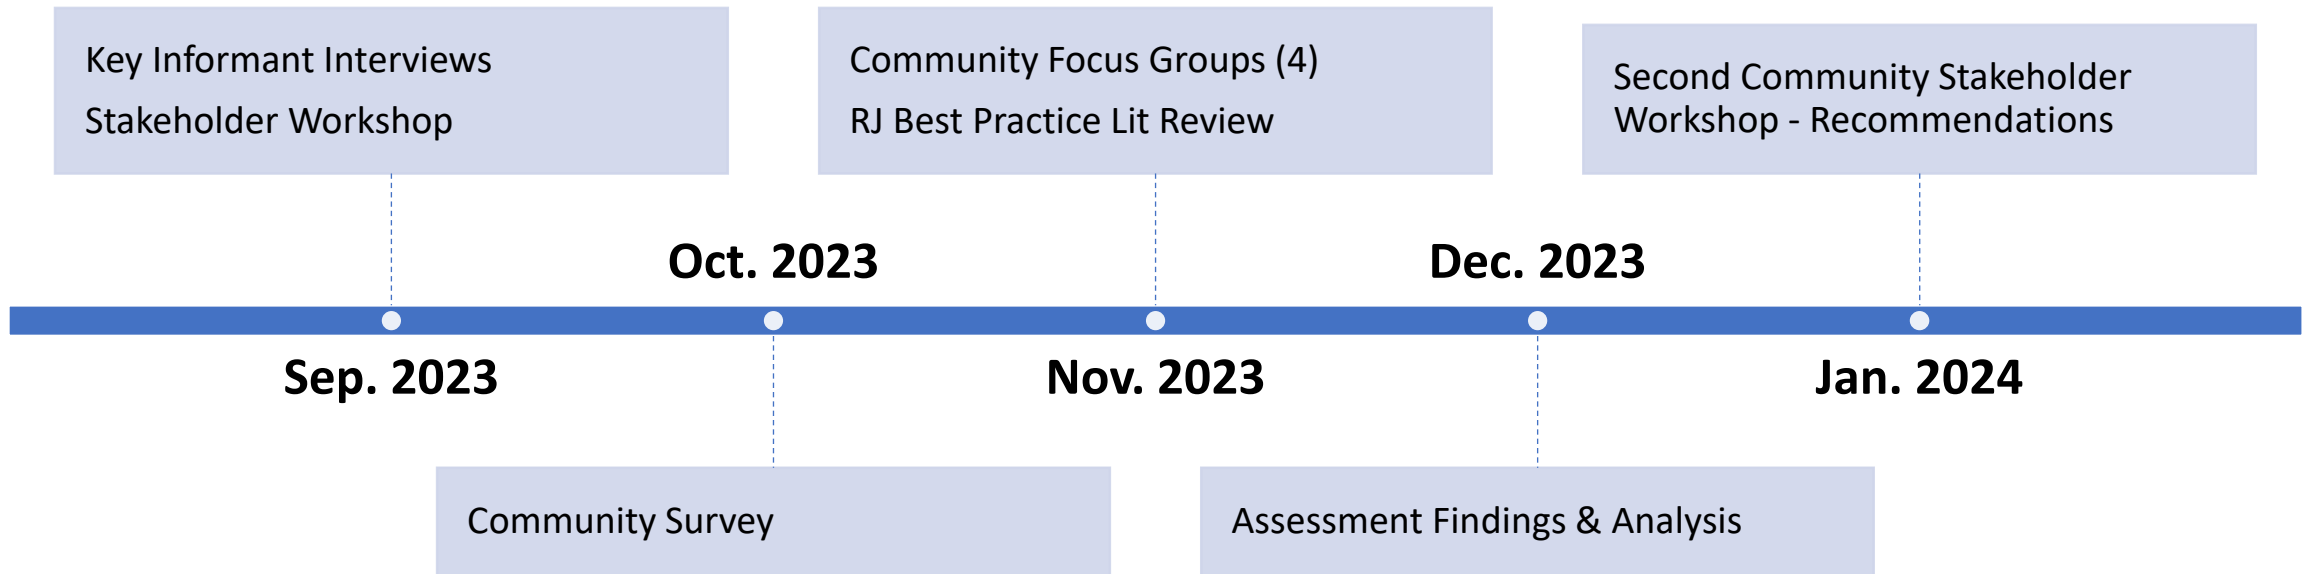 Key Informant Interviews
Stakeholder Workshop
Community Focus Groups (4)
RJ Best Practice Lit Review
Second Community Stakeholder
Workshop - Recommendations
Oct. 2023
Dec. 2023
Sep. 2023
Nov. 2023
Jan. 2024
Community Survey
Assessment Findings & Analysis